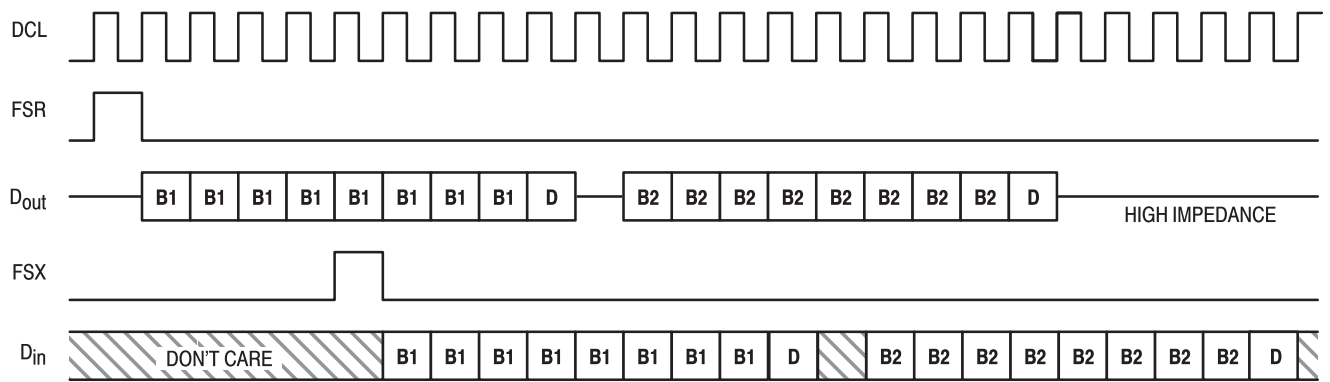 DCL
FSR
Dout B1 B1 B1 B1 B1 B1 B1 B1 D B2 B2 B2 B2 B2 B2 B2 B2 D
HIGH IMPEDANCE
FSX
Din DON'T CARE B1 B1 B1 B1 B1 B1 B1 B1 D B2 B2 B2 B2 B2 B2 B2 B2 D